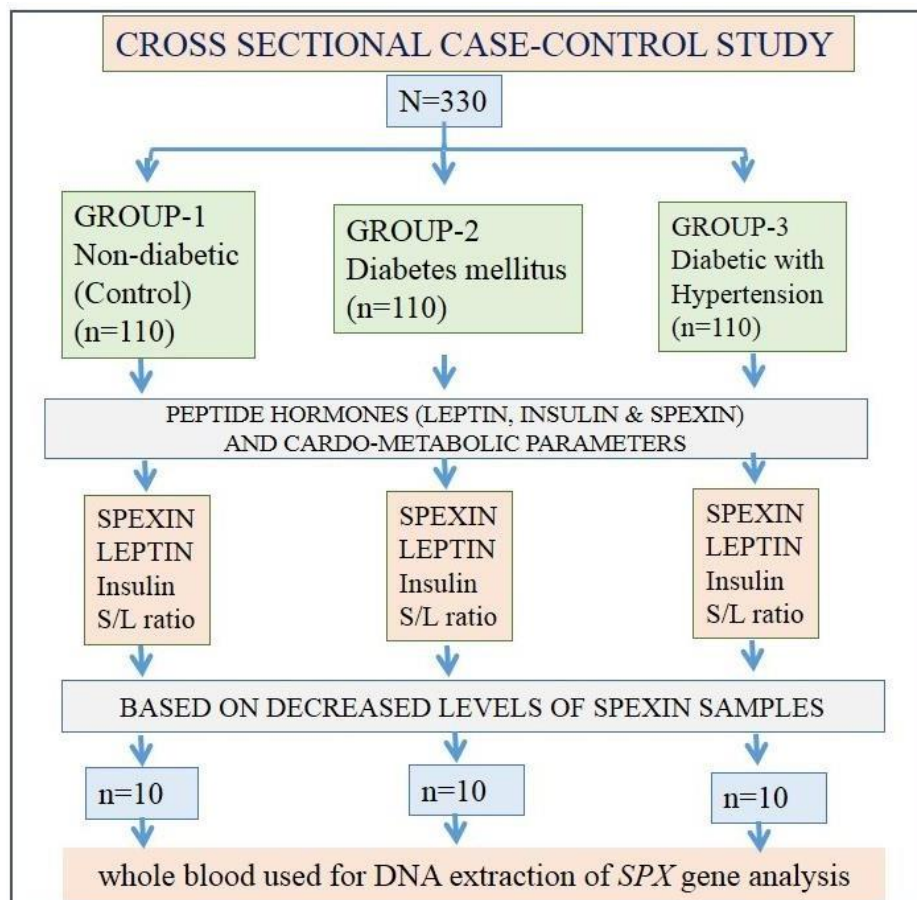 CROSS SECTIONAL CASE-CONTROL STUDY
N=330
GROUP-1
Non-diabetic
(Control)
(n=110)
GROUP-2
Diabetes mellitus
(n=110)
GROUP-3
Diabetic with
Hypertension
(n=110)
PEPTIDE HORMONES (LEPTIN, INSULIN & SPEXIN)
AND CARDO-METABOLIC PARAMETERS
SPEXIN
LEPTIN
Insulin
S/L ratio
SPEXIN
LEPTIN
Insulin
S/L ratio
SPEXIN
LEPTIN
Insulin
S/L ratio
BASED ON DECREASED LEVELS OF SPEXIN SAMPLES
n=10
n=10
n=10
whole blood used for DNA extraction of SPX gene analysis